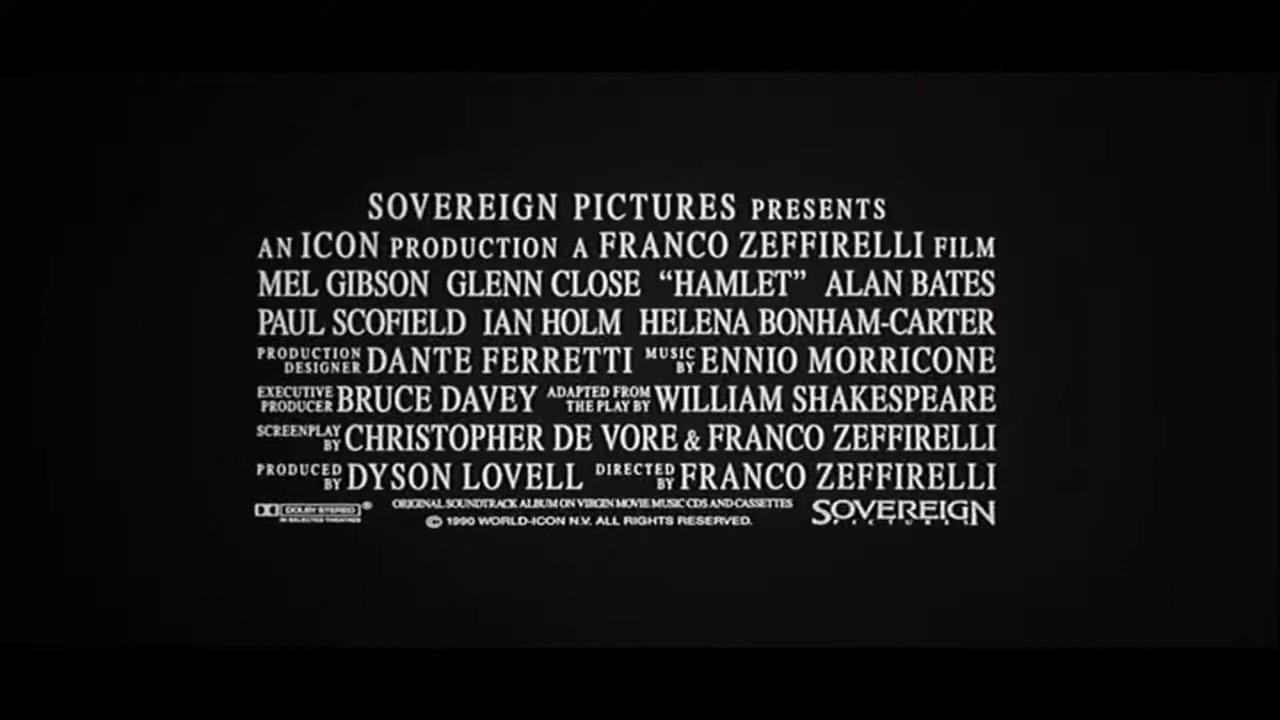 SOVEREIGN PICTURES PRESENTS
AN ICON PRODUCTION A FRANCO ZEFFIRELLI FILM
MEL GIBSON GLENN CLOSE “HAMLET” ALAN BATES
PAUL SCOFIELD IAN HOLM HELENA BONHAM-CARTER
PRODUCTION DESIGNER DANTE FERRETTI MUSIC BY ENNIO MORRICONE
EXECUTIVE PRODUCER BRUCE DAVEY ADAPTED FROM THE PLAY BY WILLIAM SHAKESPEARE
SCREENPLAY BY CHRISTOPHER DE VORE & FRANCO ZEFFIRELLI
PRODUCED BY DYSON LOVELL DIRECTED BY FRANCO ZEFFIRELLI
DOLBY STEREO ® IN SELECTED THEATRES
ORIGINAL SOUNDTRACK ALBUM ON VIRGIN MOVIE MUSIC CDS AND CASSETTES
© 1990 WORLD-ICON N.V. ALL RIGHTS RESERVED.
SOVEREIGN PICTURES